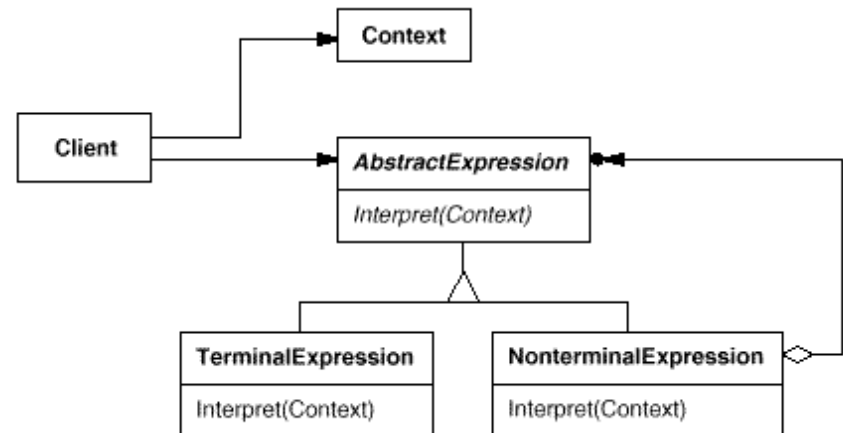 Context
Client
AbstractExpression
Interpret(Context)
TerminalExpression
Interpret(Context)
NonterminalExpression
Interpret(Context)